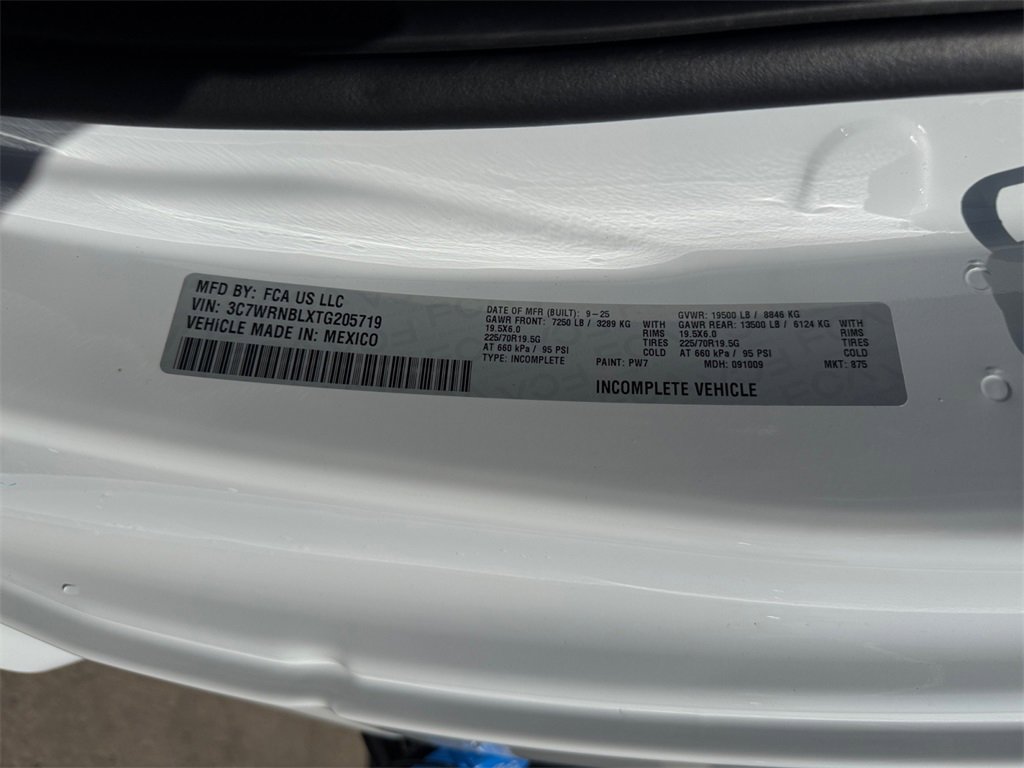 MFD BY: FCA US LLC
VIN: 3C7WRNBLXTG205719
VEHICLE MADE IN: MEXICO
DATE OF MFR (BUILT): 9-25
GAWR FRONT: 7250 LB / 3289 KG WITH
19.5X6.0 RIMS
225/70R19.5G TIRES
AT 660 kPa / 95 PSI COLD
TYPE: INCOMPLETE
PAINT: PW7
GVWR: 19500 LB / 8846 KG
GAWR REAR: 13500 LB / 6124 KG WITH
19.5X6.0 RIMS
225/70R19.5G TIRES
AT 660 kPa / 95 PSI COLD
MDH: 091009 MKT: 875
INCOMPLETE VEHICLE